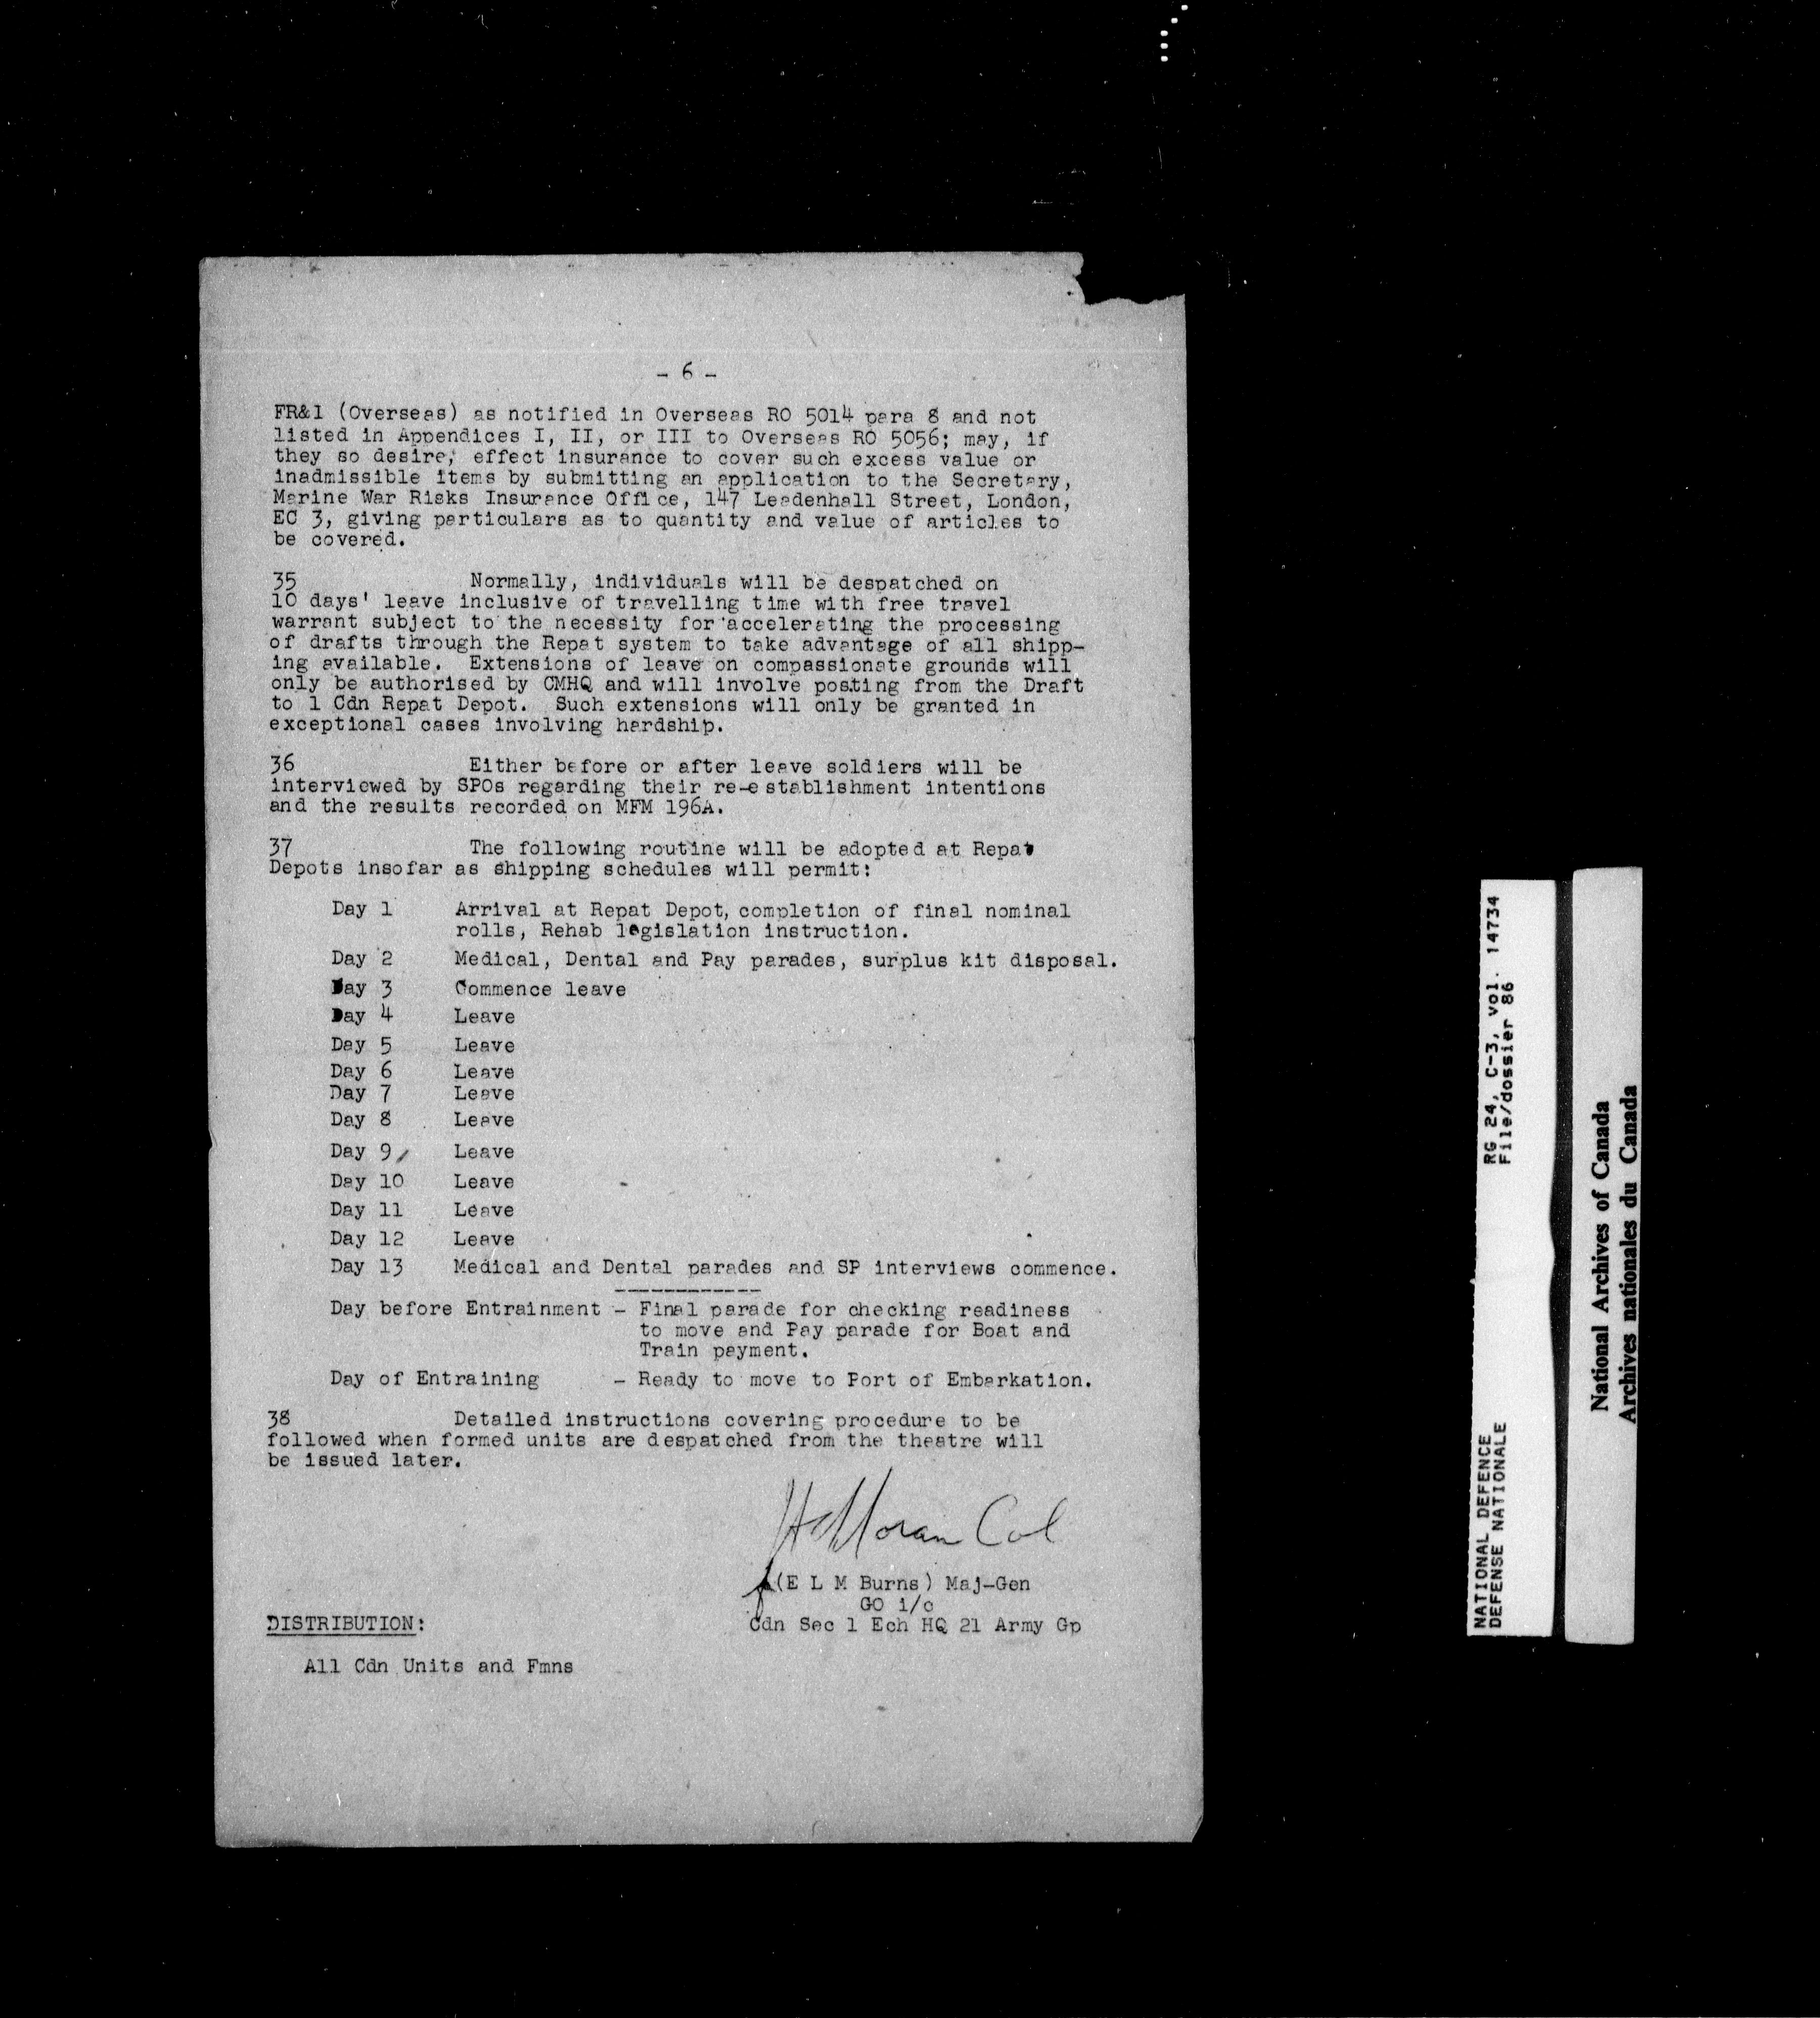 - 6 -
FR&I (Overseas) as notified in Overseas RO 5014 para 8 and not
listed in Appendices I, II, or III to Overseas RO 5056; may, if
they so desire, effect insurance to cover such excess value or
inadmissible items by submitting an application to the Secretary,
Marine War Risks Insurance Office, 147 Leadenhall Street, London,
EC 3, giving particulars as to quantity and value of articles to
be covered.
35 Normally, individuals will be despatched on
10 days' leave inclusive of travelling time with free travel
warrant subject to the necessity for accelerating the processing
of drafts through the Repat system to take advantage of all shipp-
ing available. Extensions of leave on compassionate grounds will
only be authorised by CMHQ and will involve posting from the Draft
to 1 Cdn Repat Depot. Such extensions will only be granted in
exceptional cases involving hardship.
36 Either before or after leave soldiers will be
interviewed by SPOs regarding their re-establishment intentions
and the results recorded on MFM 196A.
37 The following routine will be adopted at Repat
Depots insofar as shipping schedules will permit:
Day 1 Arrival at Repat Depot, completion of final nominal
rolls, Rehab legislation instruction.
Day 2 Medical, Dental and Pay parades, surplus kit disposal.
Day 3 Commence leave
Day 4 Leave
Day 5 Leave
Day 6 Leave
Day 7 Leave
Day 8 Leave
Day 9 Leave
Day 10 Leave
Day 11 Leave
Day 12 Leave
Day 13 Medical and Dental parades and SP interviews commence.
------------
Day before Entrainment - Final parade for checking readiness
to move and Pay parade for Boat and
Train payment.
Day of Entraining - Ready to move to Port of Embarkation.
38 Detailed instructions covering procedure to be
followed when formed units are despatched from the theatre will
be issued later.
Moran Col
(E L M Burns) Maj-Gen
GO i/c
Cdn Sec 1 Ech HQ 21 Army Gp
DISTRIBUTION:
All Cdn Units and Fmns
NATIONAL DEFENCE RG 24, C-3, vol. 14734
DEFENSE NATIONALE File/dossier 86
National Archives of Canada
Archives nationales du Canada